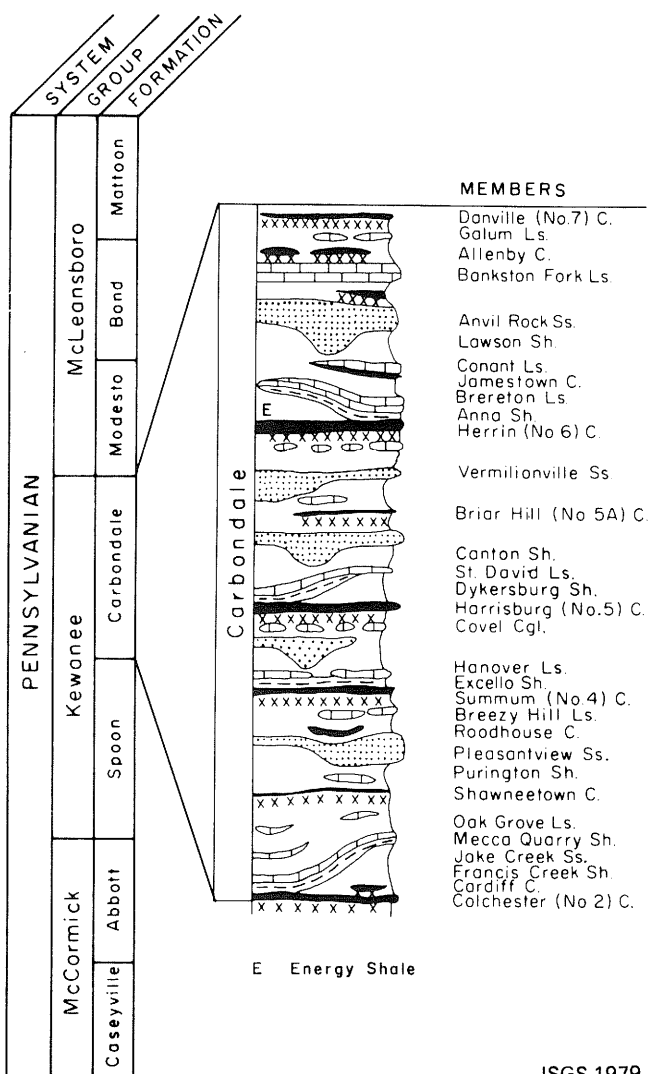 SYSTEM
GROUP
FORMATION
PENNSYLVANIAN
McLeansboro
Kewanee
McCormick
Mattoon
Bond
Modesto
Carbondale
Spoon
Abbott
Caseyville
Carbondale
E
MEMBERS
Danville (No.7) C.
Galum Ls.
Allenby C.
Bankston Fork Ls.
Anvil Rock Ss.
Lawson Sh.
Conant Ls.
Jamestown C.
Brereton Ls.
Anna Sh.
Herrin (No 6) C.
Vermilionville Ss
Briar Hill (No 5A) C.
Canton Sh.
St. David Ls.
Dykersburg Sh.
Harrisburg (No.5) C.
Covel Cgl.
Hanover Ls.
Excello Sh.
Summum (No.4) C.
Breezy Hill Ls.
Roodhouse C.
Pleasantview Ss.
Purington Sh.
Shawneetown C.
Oak Grove Ls.
Mecca Quarry Sh.
Jake Creek Ss.
Francis Creek Sh.
Cardiff C.
Colchester (No 2) C.
E Energy Shale
ISGS 1979